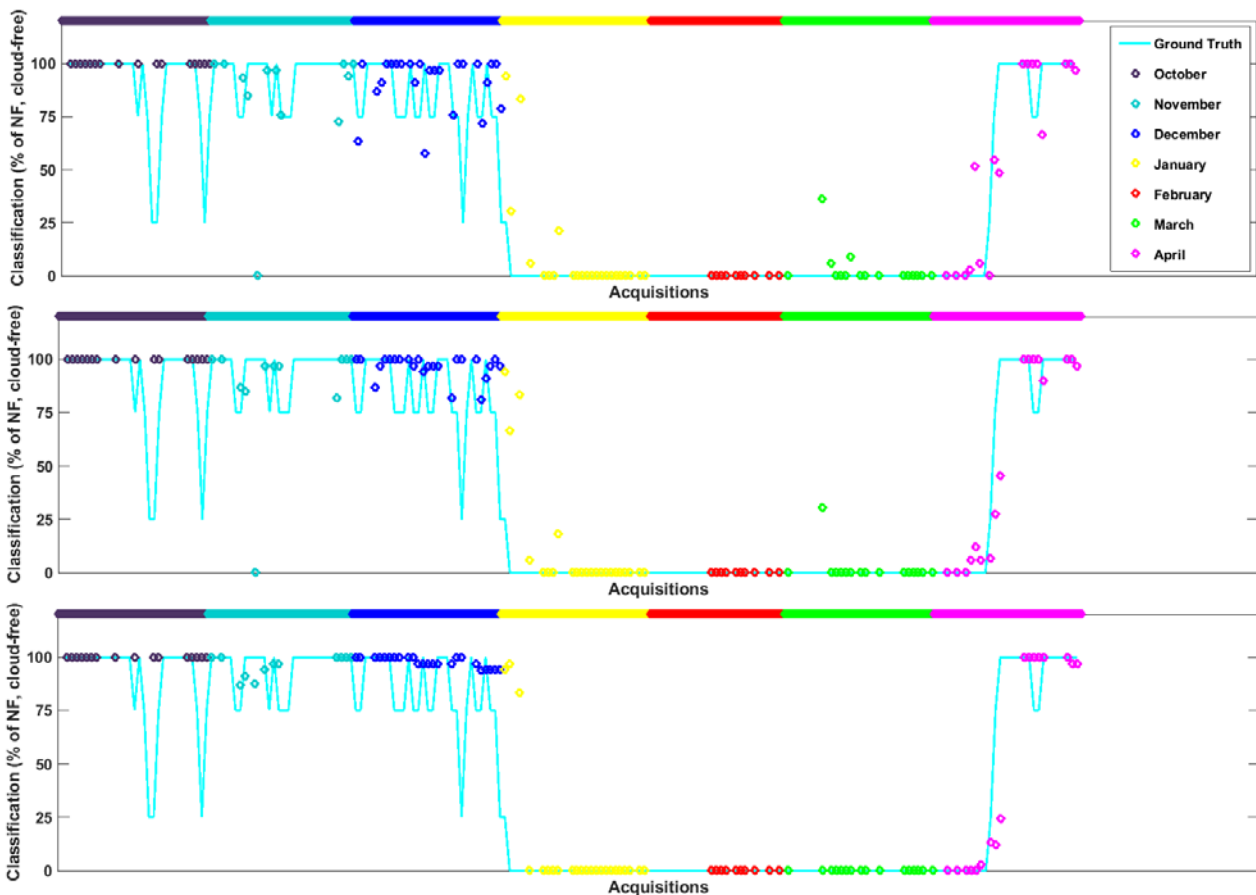 Classification (% of NF, cloud-free)
100
75
50
25
0
Acquisitions
Ground Truth
October
November
December
January
February
March
April
Classification (% of NF, cloud-free)
100
75
50
25
0
Acquisitions
Classification (% of NF, cloud-free)
100
75
50
25
0
Acquisitions